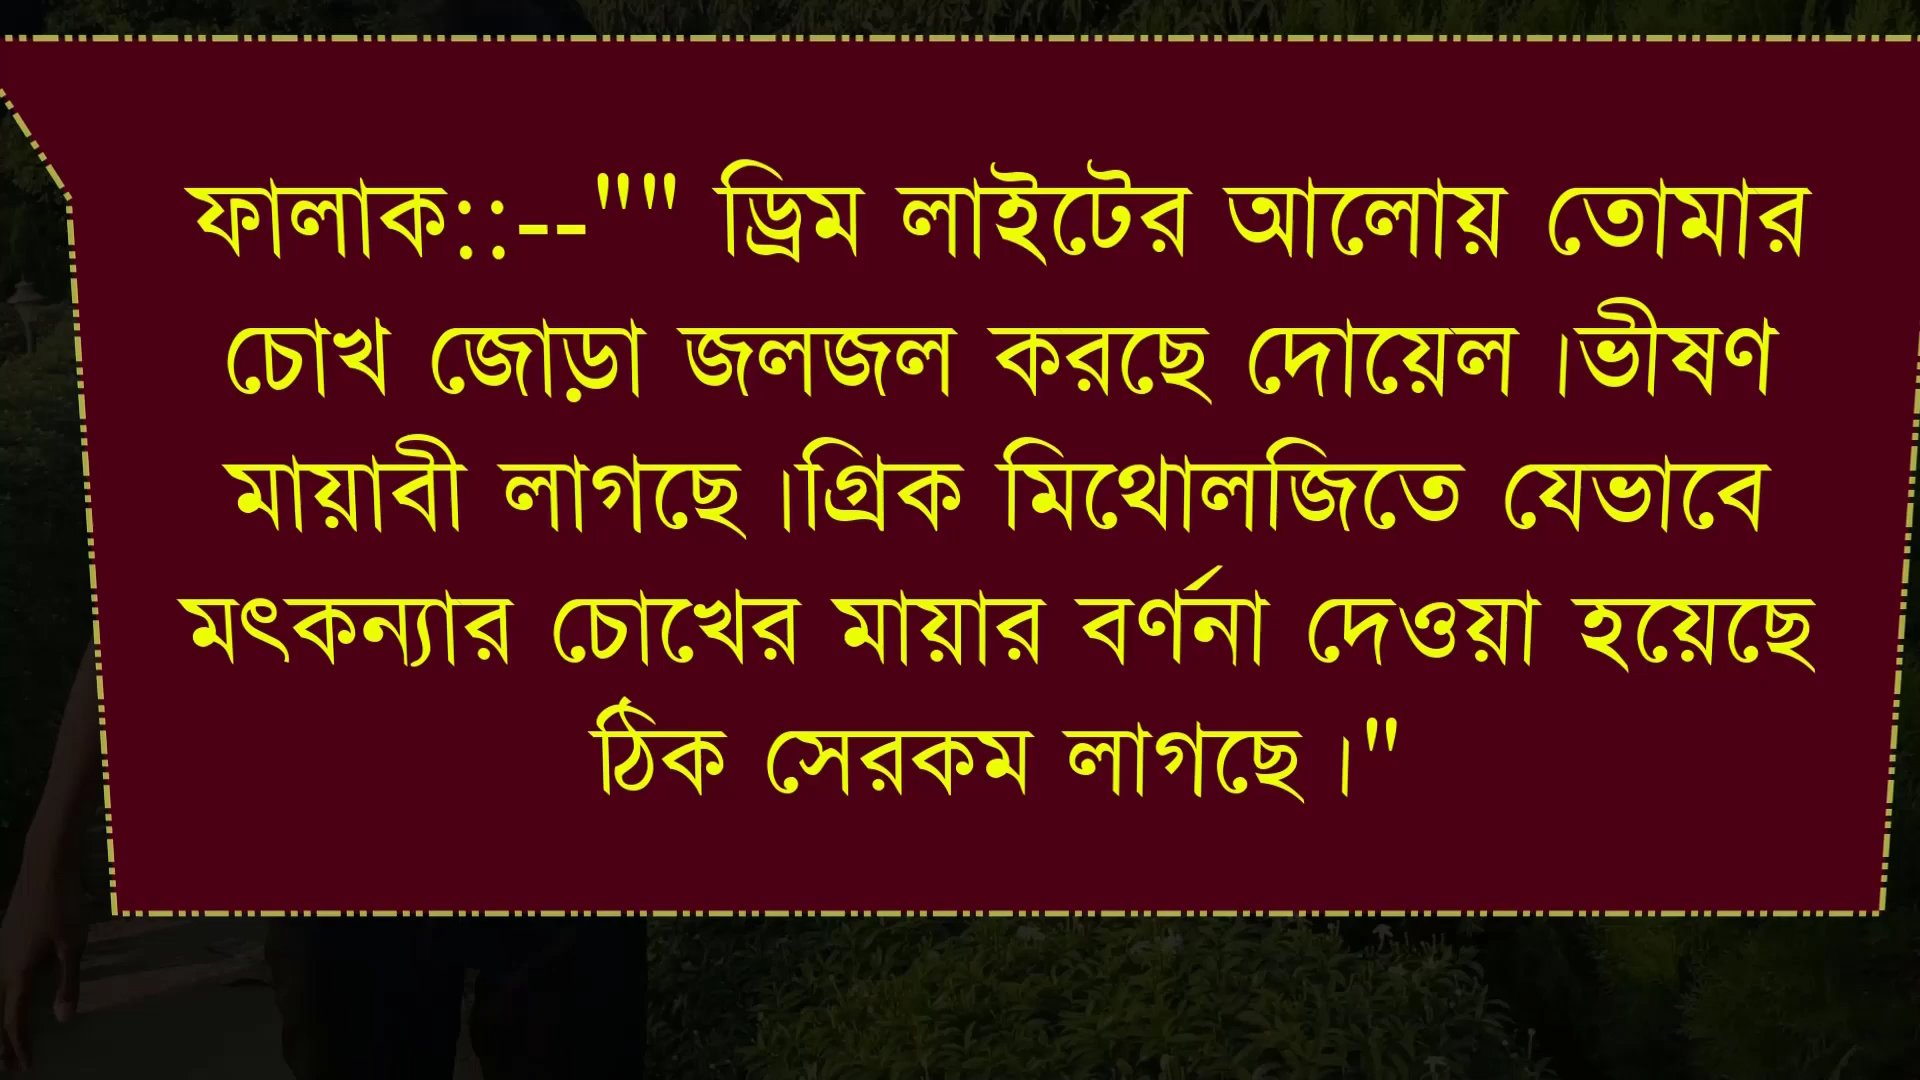 ফালাক::--"" ড্রিম লাইটের আলোয় তোমার
চোখ জোড়া জলজল করছে দোয়েল।ভীষণ
মায়াবী লাগছে।গ্রিক মিথোলজিতে যেভাবে
মৎকন্যার চোখের মায়ার বর্ণনা দেওয়া হয়েছে
ঠিক সেরকম লাগছে।"